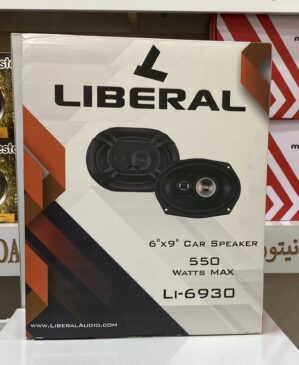 LIBERAL
6"x9" CAR SPEAKER
550
WATTS MAX
LI-6930
WWW.LIBERALAUDIO.COM